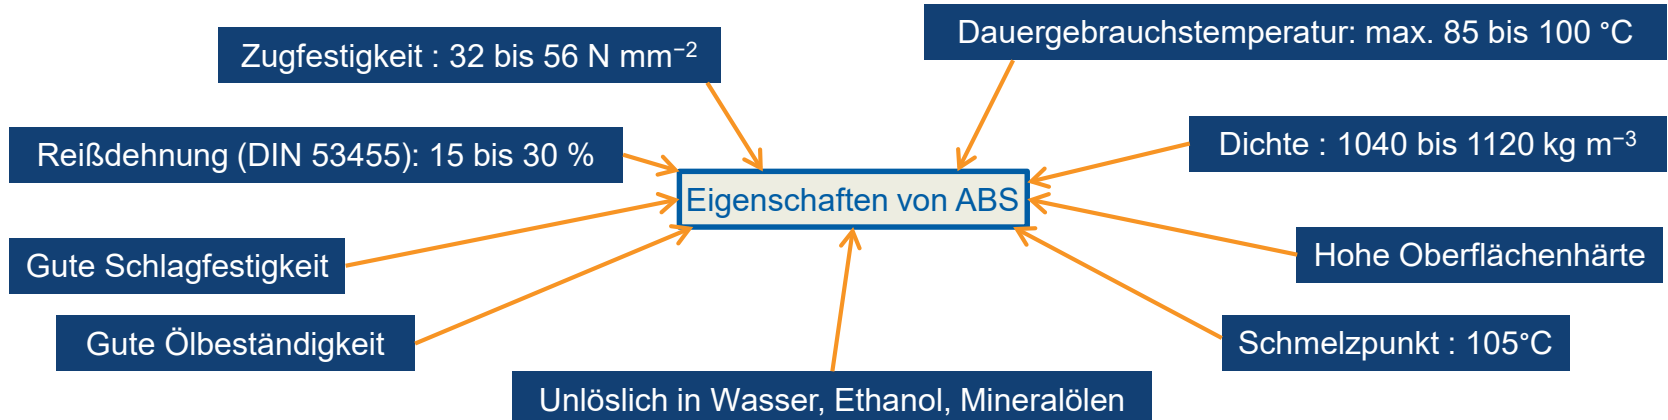 Zugfestigkeit : 32 bis 56 N mm⁻²
Dauergebrauchstemperatur: max. 85 bis 100 °C
Reißdehnung (DIN 53455): 15 bis 30 %
Dichte : 1040 bis 1120 kg m⁻³
Eigenschaften von ABS
Gute Schlagfestigkeit
Hohe Oberflächenhärte
Gute Ölbeständigkeit
Schmelzpunkt : 105°C
Unlöslich in Wasser, Ethanol, Mineralölen